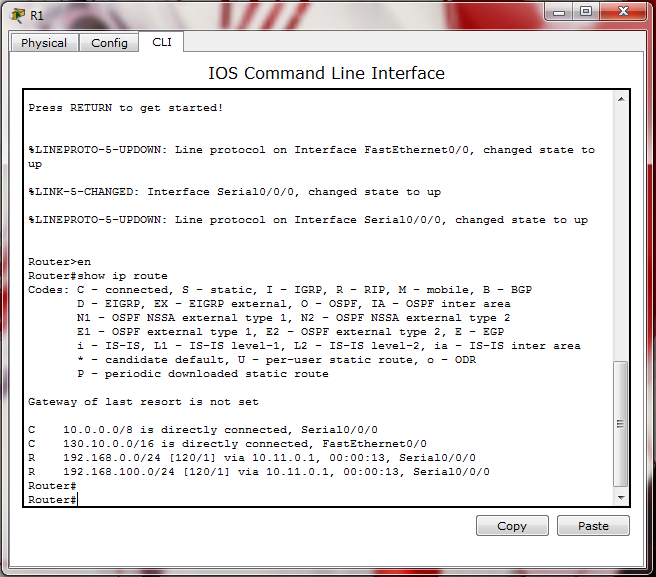 R1
Physical Config CLI
IOS Command Line Interface
Press RETURN to get started!
%LINEPROTO-5-UPDOWN: Line protocol on Interface FastEthernet0/0, changed state to
up
%LINK-5-CHANGED: Interface Serial0/0/0, changed state to up
%LINEPROTO-5-UPDOWN: Line protocol on Interface Serial0/0/0, changed state to up
Router>en
Router#show ip route
Codes: C - connected, S - static, I - IGRP, R - RIP, M - mobile, B - BGP
D - EIGRP, EX - EIGRP external, O - OSPF, IA - OSPF inter area
N1 - OSPF NSSA external type 1, N2 - OSPF NSSA external type 2
E1 - OSPF external type 1, E2 - OSPF external type 2, E - EGP
i - IS-IS, L1 - IS-IS level-1, L2 - IS-IS level-2, ia - IS-IS inter area
* - candidate default, U - per-user static route, o - ODR
P - periodic downloaded static route
Gateway of last resort is not set
C    10.0.0.0/8 is directly connected, Serial0/0/0
C    130.10.0.0/16 is directly connected, FastEthernet0/0
R    192.168.0.0/24 [120/1] via 10.11.0.1, 00:00:13, Serial0/0/0
R    192.168.100.0/24 [120/1] via 10.11.0.1, 00:00:13, Serial0/0/0
Router#
Router#
Copy Paste